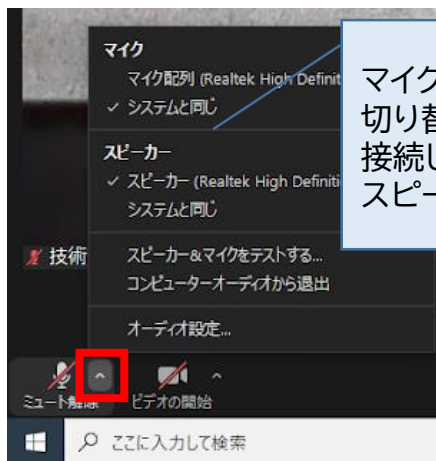 マイク
マイク配列 (Realtek High Definit
✓ システムと同じ
スピーカー
✓ スピーカー (Realtek High Definiti
システムと同じ
スピーカー&マイクをテストする...
コンピューターオーディオから退出
オーディオ設定...
マイク
切り替
接続し
スピー
技術
ミュート解除
ビデオの開始
ここに入力して検索